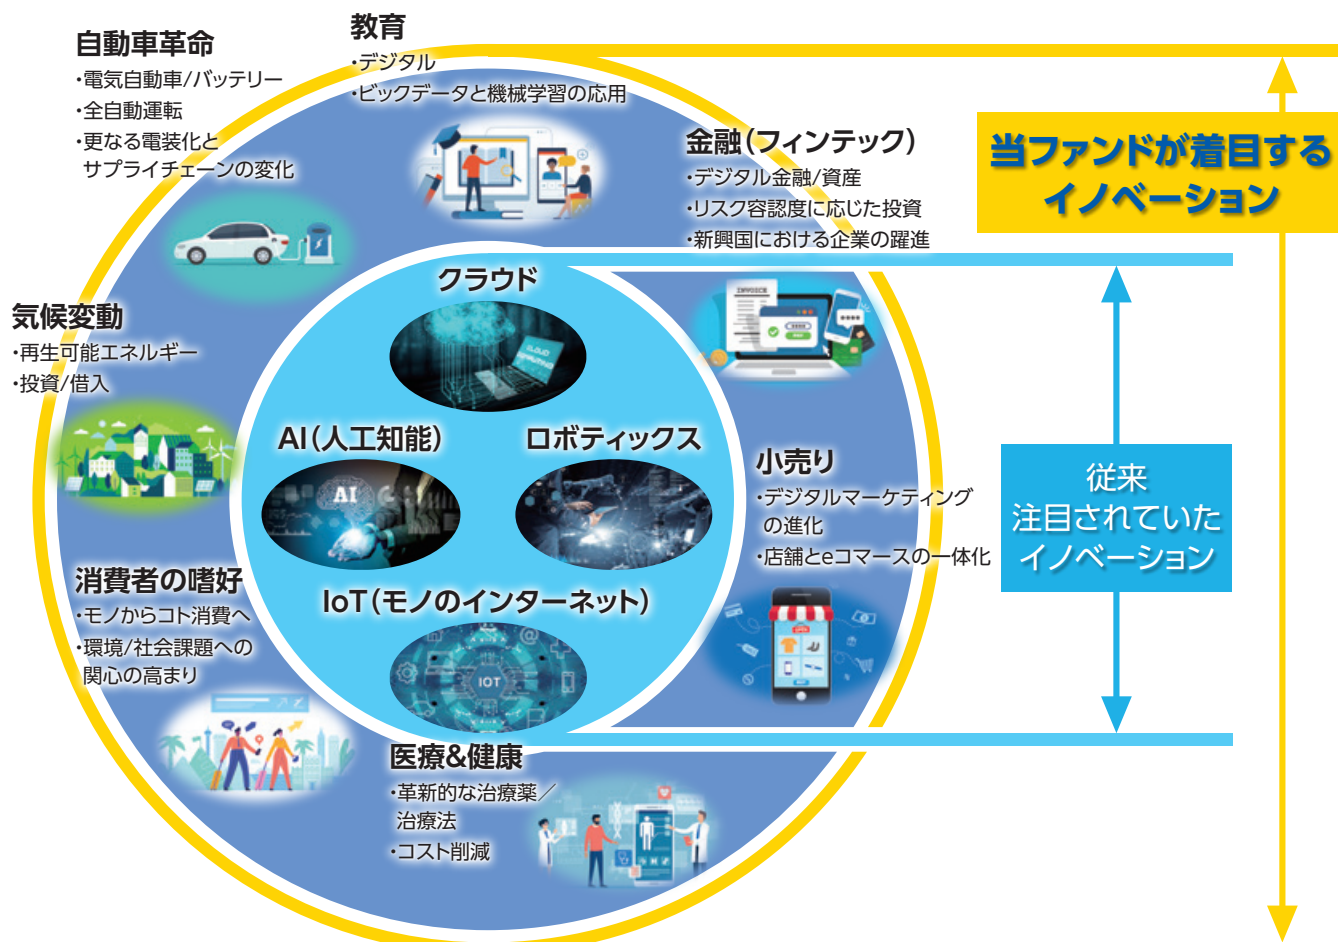 自動車革命
・電気自動車/バッテリー
・全自動運転
・更なる電装化と
サプライチェーンの変化
教育
・デジタル
・ビックデータと機械学習の応用
金融(フィンテック)
・デジタル金融/資産
・リスク容認度に応じた投資
・新興国における企業の躍進
当ファンドが着目する
イノベーション
クラウド
CLOUD
COMPUTING
INVOICE
気候変動
・再生可能エネルギー
・投資/借入
AI(人工知能)
AI
ロボティックス
小売り
・デジタルマーケティング
の進化
・店舗とeコマースの一体化
OPEN
従来
注目されていた
イノベーション
消費者の嗜好
・モノからコト消費へ
・環境/社会課題への
関心の高まり
IoT(モノのインターネット)
IOT
医療&健康
・革新的な治療薬/
治療法
・コスト削減